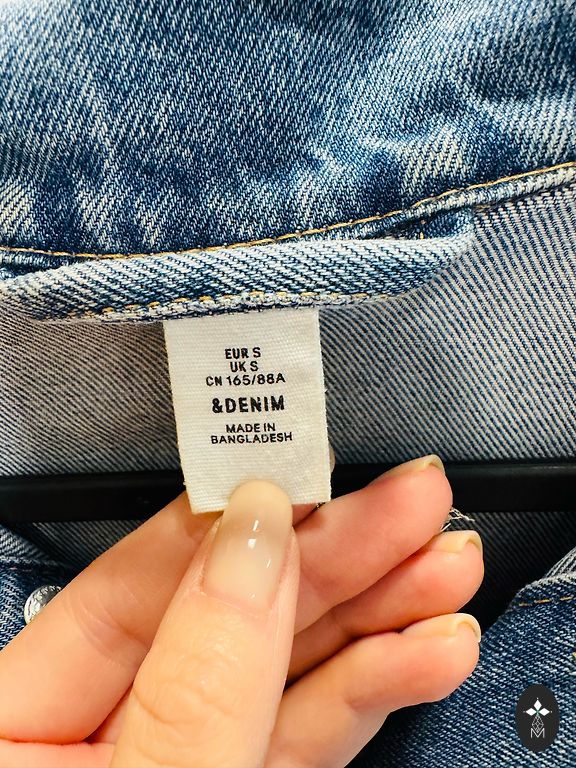 EUR S
UK S
CN 165/88A
&DENIM
MADE IN
BANGLADESH
M